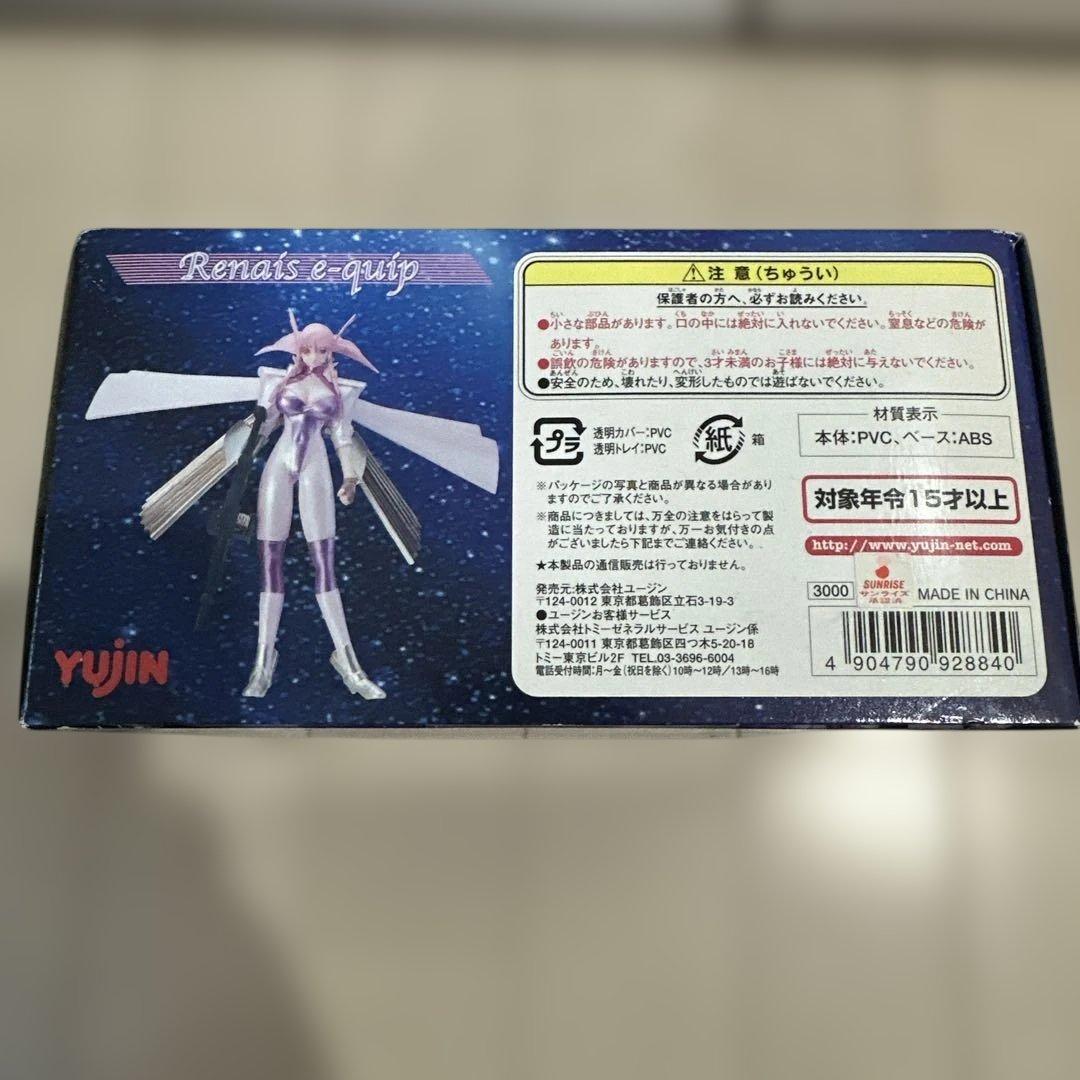 Renais e-quip
YUJIN
⚠注意(ちゅうい)
保護者の方へ、必ずお読みください。
●小さな部品があります。口の中には絶対に入れないでください。窒息などの危険が
あります。
●誤飲の危険がありますので、3才未満のお子様には絶対に与えないでください。
●安全のため、壊れたり、変形したものでは遊ばないでください。
プラ
透明カバー:PVC
透明トレイ:PVC
紙
箱
材質表示
本体:PVC、ベース:ABS
※パッケージの写真と商品が異なる場合があり
ますのでご了承ください。
※商品につきましては、万全の注意をはらって製
造に当たっておりますが、万一お気付きの点
がございましたら下記までご連絡ください。
★本製品の通信販売は行っておりません。
対象年令15才以上
http://www.yujin-net.com
発売元:株式会社ユージン
〒124-0012 東京都葛飾区立石3-19-3
●ユージンお客様サービス
株式会社トミーゼネラルサービス ユージン係
〒124-0011 東京都葛飾区四つ木5-20-18
トミー東京ビル2F TEL.03-3696-6004
電話受付時間:月〜金(祝日を除く)10時〜12時/13時〜16時
3000
SUNRISE
サンライズ
承認済
MADE IN CHINA
4 904790 928840